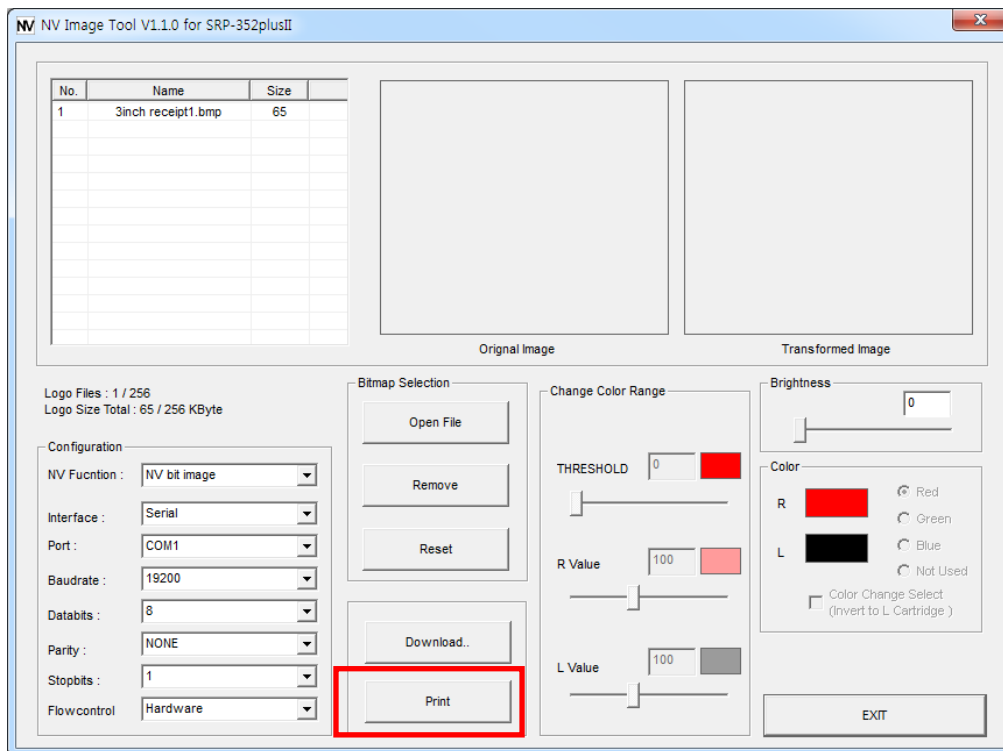 NV NV Image Tool V1.1.0 for SRP-352plusII
No. Name Size
1 3inch receipt1.bmp 65
Orignal Image
Transformed Image
Logo Files : 1 / 256
Logo Size Total : 65 / 256 KByte
Configuration
NV Fucntion : NV bit image
Interface : Serial
Port : COM1
Baudrate : 19200
Databits : 8
Parity : NONE
Stopbits : 1
Flowcontrol Hardware
Bitmap Selection
Open File
Remove
Reset
Download..
Print
Change Color Range
THRESHOLD 0
R Value 100
L Value 100
Brightness
0
Color
R
L
Red
Green
Blue
Not Used
Color Change Select
(Invert to L Cartridge )
EXIT